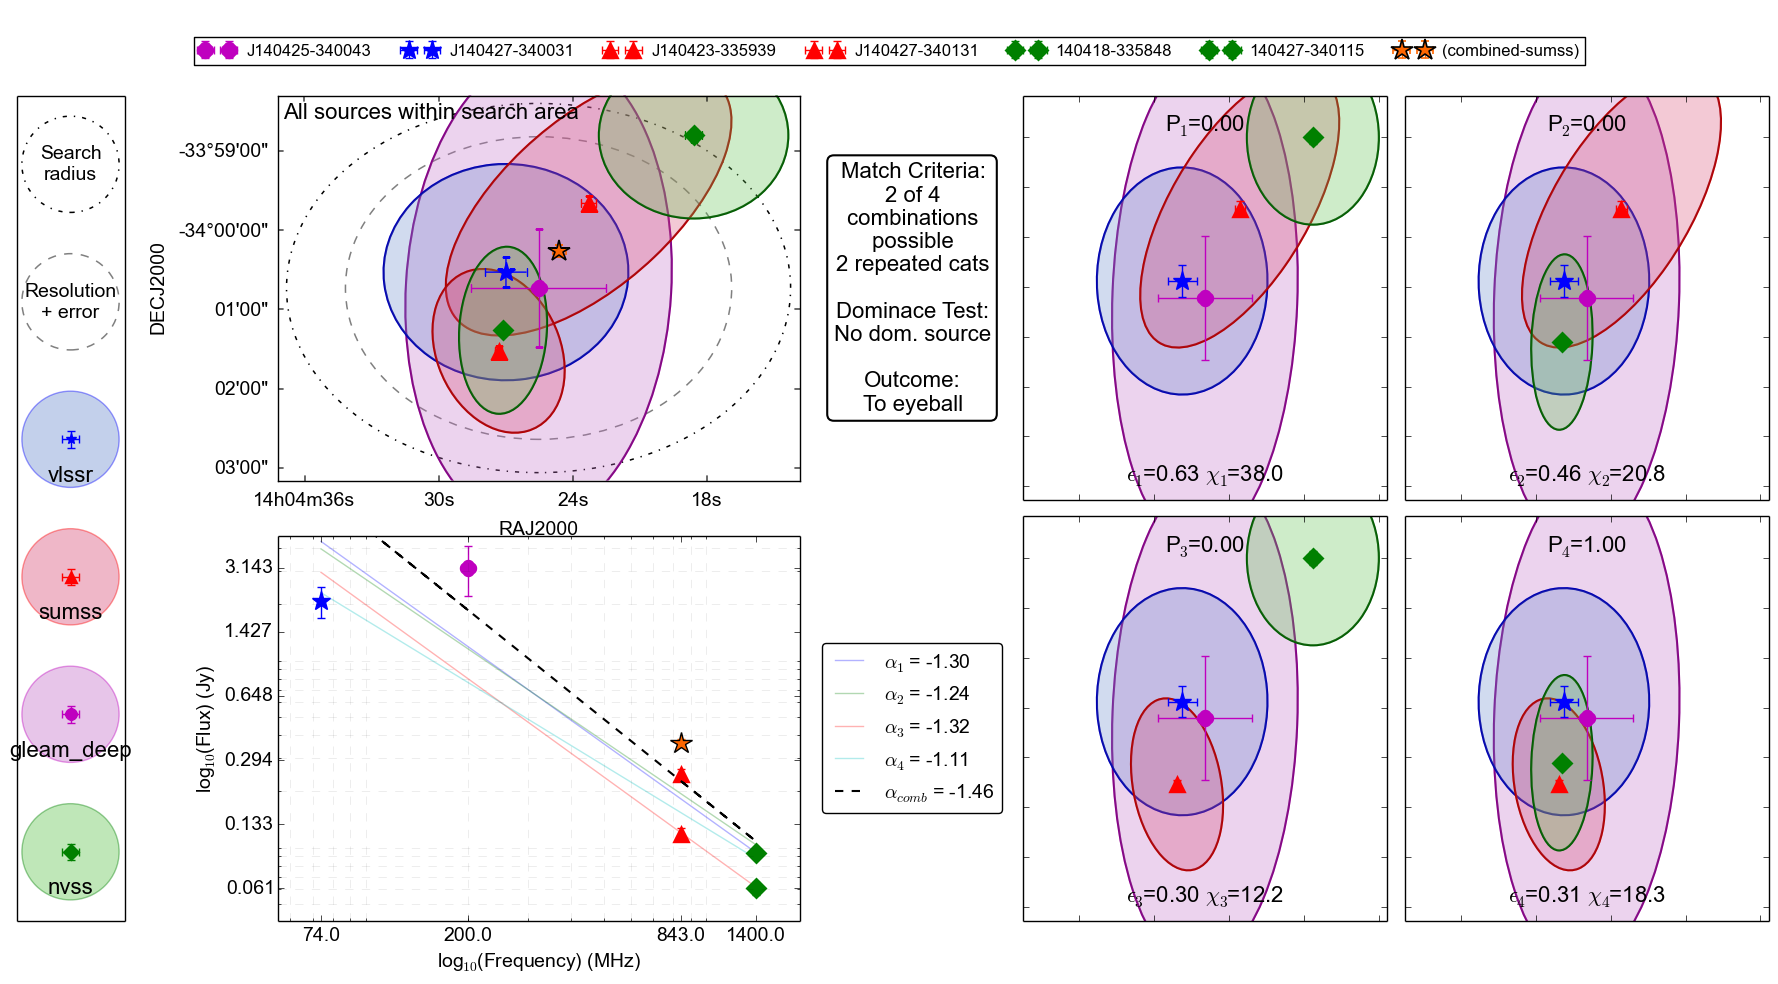 J140425-340043
J140427-340031
J140423-335939
J140427-340131
140418-335848
140427-340115
(combined-sumss)
Search
radius
Resolution
+ error
vlssr
sumss
gleam_deep
nvss
All sources within search area
DECJ2000
-33°59'00"
-34°00'00"
01'00"
02'00"
03'00"
14h04m36s
30s
24s
18s
RAJ2000
log₁₀(Flux) (Jy)
3.143
1.427
0.648
0.294
0.133
0.061
74.0
200.0
843.0
1400.0
log₁₀(Frequency) (MHz)
Match Criteria:
2 of 4
combinations
possible
2 repeated cats
Dominace Test:
No dom. source
Outcome:
To eyeball
α₁ = -1.30
α₂ = -1.24
α₃ = -1.32
α₄ = -1.11
α_comb = -1.46
P₁=0.00
ϵ₁=0.63 χ₁=38.0
P₂=0.00
ϵ₂=0.46 χ₂=20.8
P₃=0.00
ϵ₃=0.30 χ₃=12.2
P₄=1.00
ϵ₄=0.31 χ₄=18.3